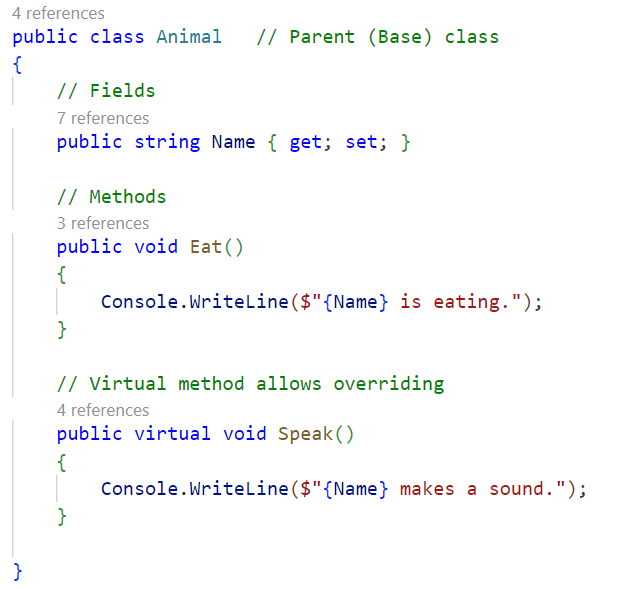 4 references
public class Animal   // Parent (Base) class
{
    // Fields
    7 references
    public string Name { get; set; }

    // Methods
    3 references
    public void Eat()
    {
        Console.WriteLine($"{Name} is eating.");
    }

    // Virtual method allows overriding
    4 references
    public virtual void Speak()
    {
        Console.WriteLine($"{Name} makes a sound.");
    }

}